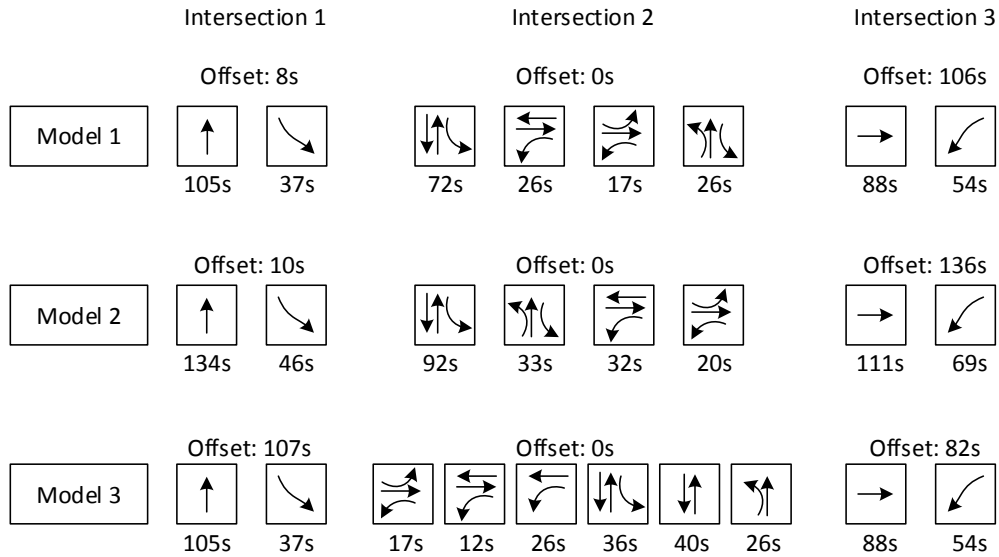 Intersection 1 Intersection 2 Intersection 3
Offset: 8s Offset: 0s Offset: 106s
Model 1
105s 37s 72s 26s 17s 26s 88s 54s
Offset: 10s Offset: 0s Offset: 136s
Model 2
134s 46s 92s 33s 32s 20s 111s 69s
Offset: 107s Offset: 0s Offset: 82s
Model 3
105s 37s 17s 12s 26s 36s 40s 26s 88s 54s